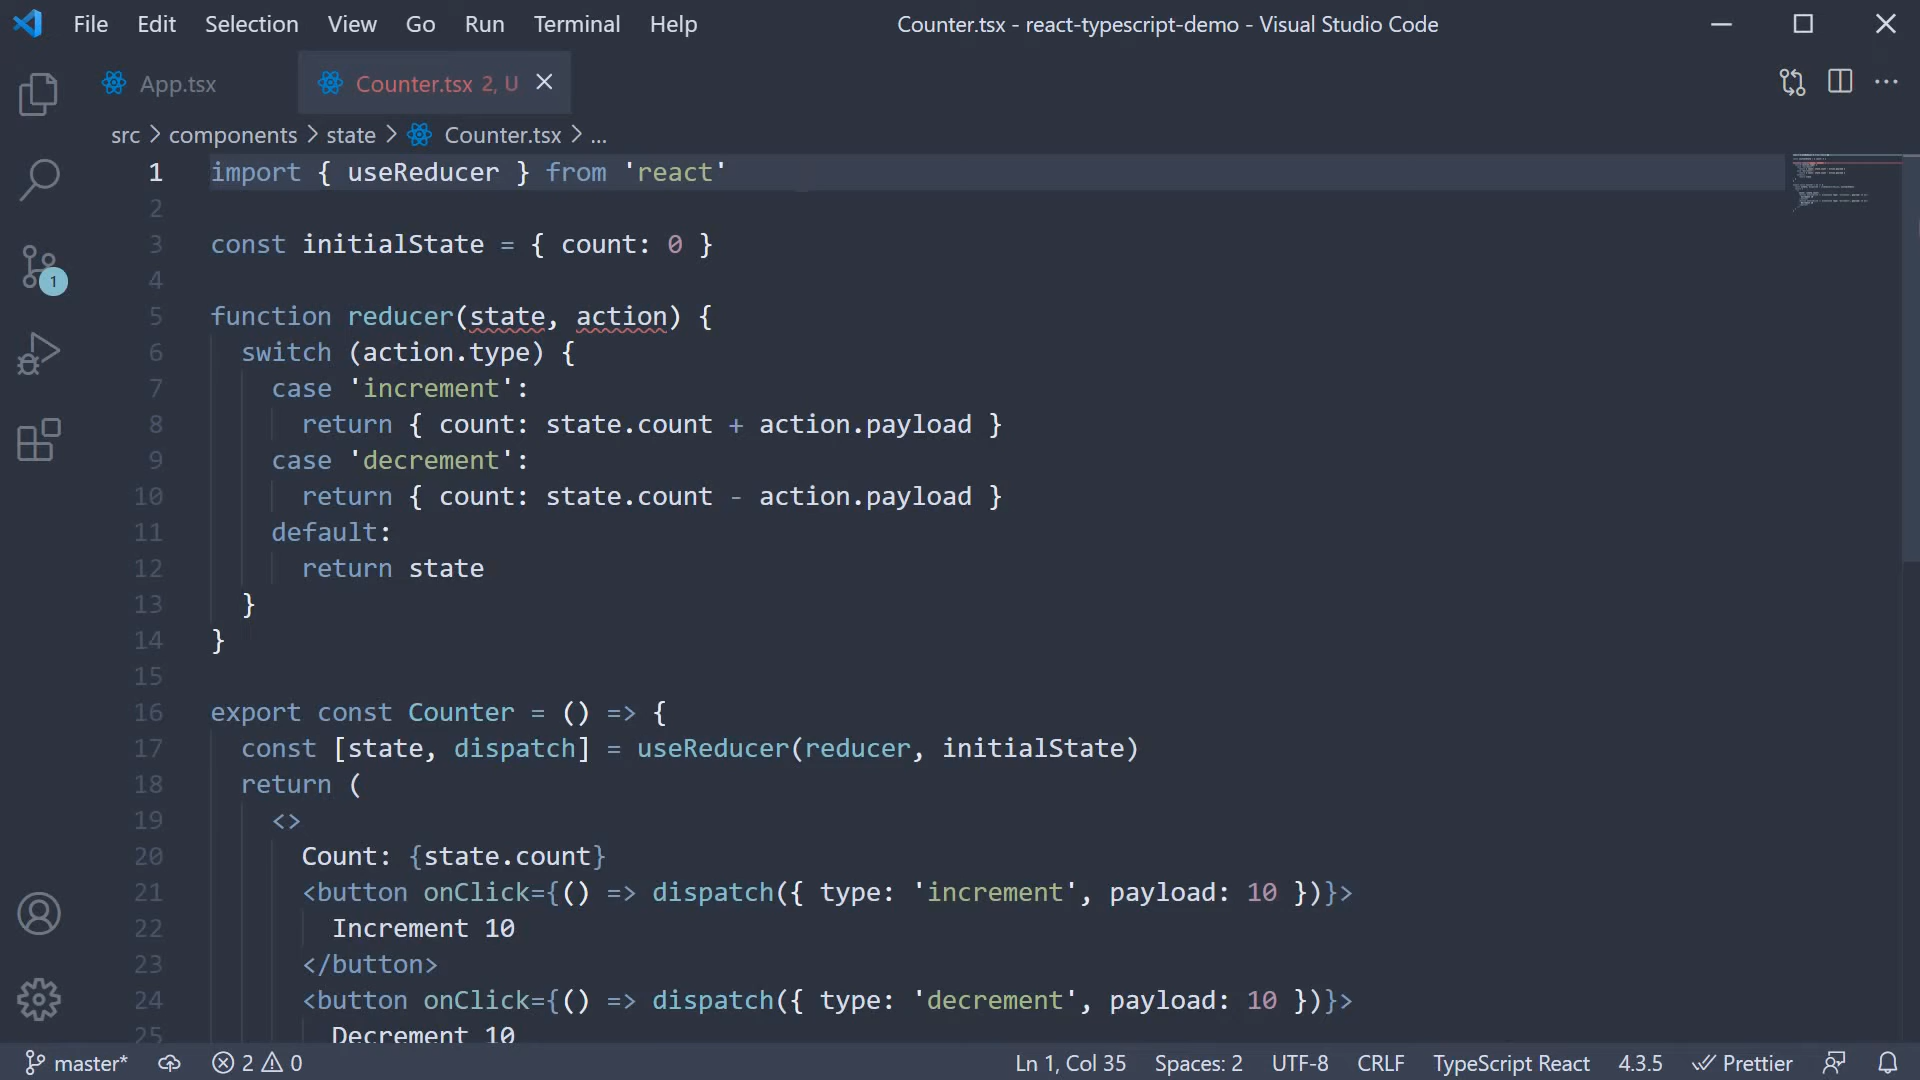 File Edit Selection View Go Run Terminal Help Counter.tsx - react-typescript-demo - Visual Studio Code
App.tsx Counter.tsx 2, U
src > components > state > Counter.tsx > ...
1 import { useReducer } from 'react'
2
3 const initialState = { count: 0 }
4
5 function reducer(state, action) {
6 switch (action.type) {
7 case 'increment':
8 return { count: state.count + action.payload }
9 case 'decrement':
10 return { count: state.count - action.payload }
11 default:
12 return state
13 }
14 }
15
16 export const Counter = () => {
17 const [state, dispatch] = useReducer(reducer, initialState)
18 return (
19 <>
20 Count: {state.count}
21 <button onClick={() => dispatch({ type: 'increment', payload: 10 })}>
22 Increment 10
23 </button>
24 <button onClick={() => dispatch({ type: 'decrement', payload: 10 })}>
25 Decrement 10
1
master* 2 0 Ln 1, Col 35 Spaces: 2 UTF-8 CRLF TypeScript React 4.3.5 Prettier